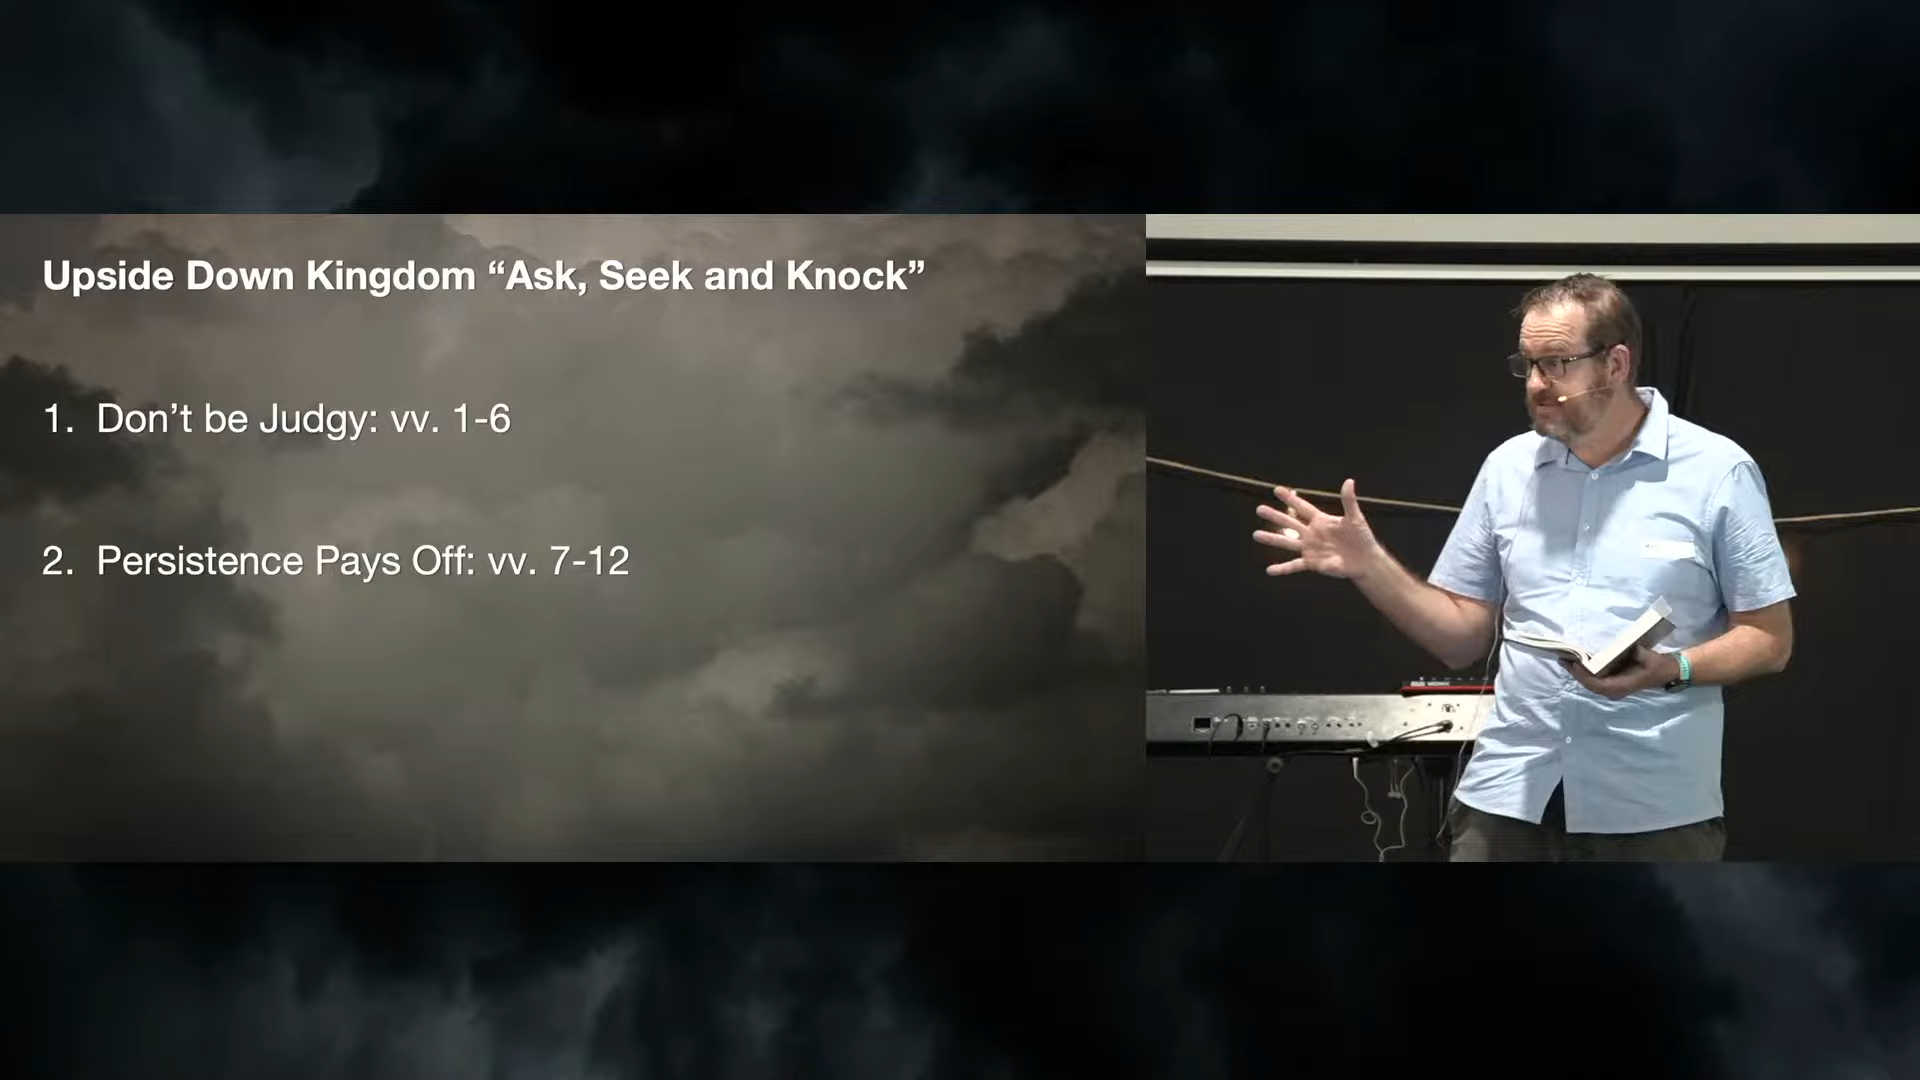 Upside Down Kingdom “Ask, Seek and Knock”
1. Don’t be Judgy: vv. 1-6
2. Persistence Pays Off: vv. 7-12